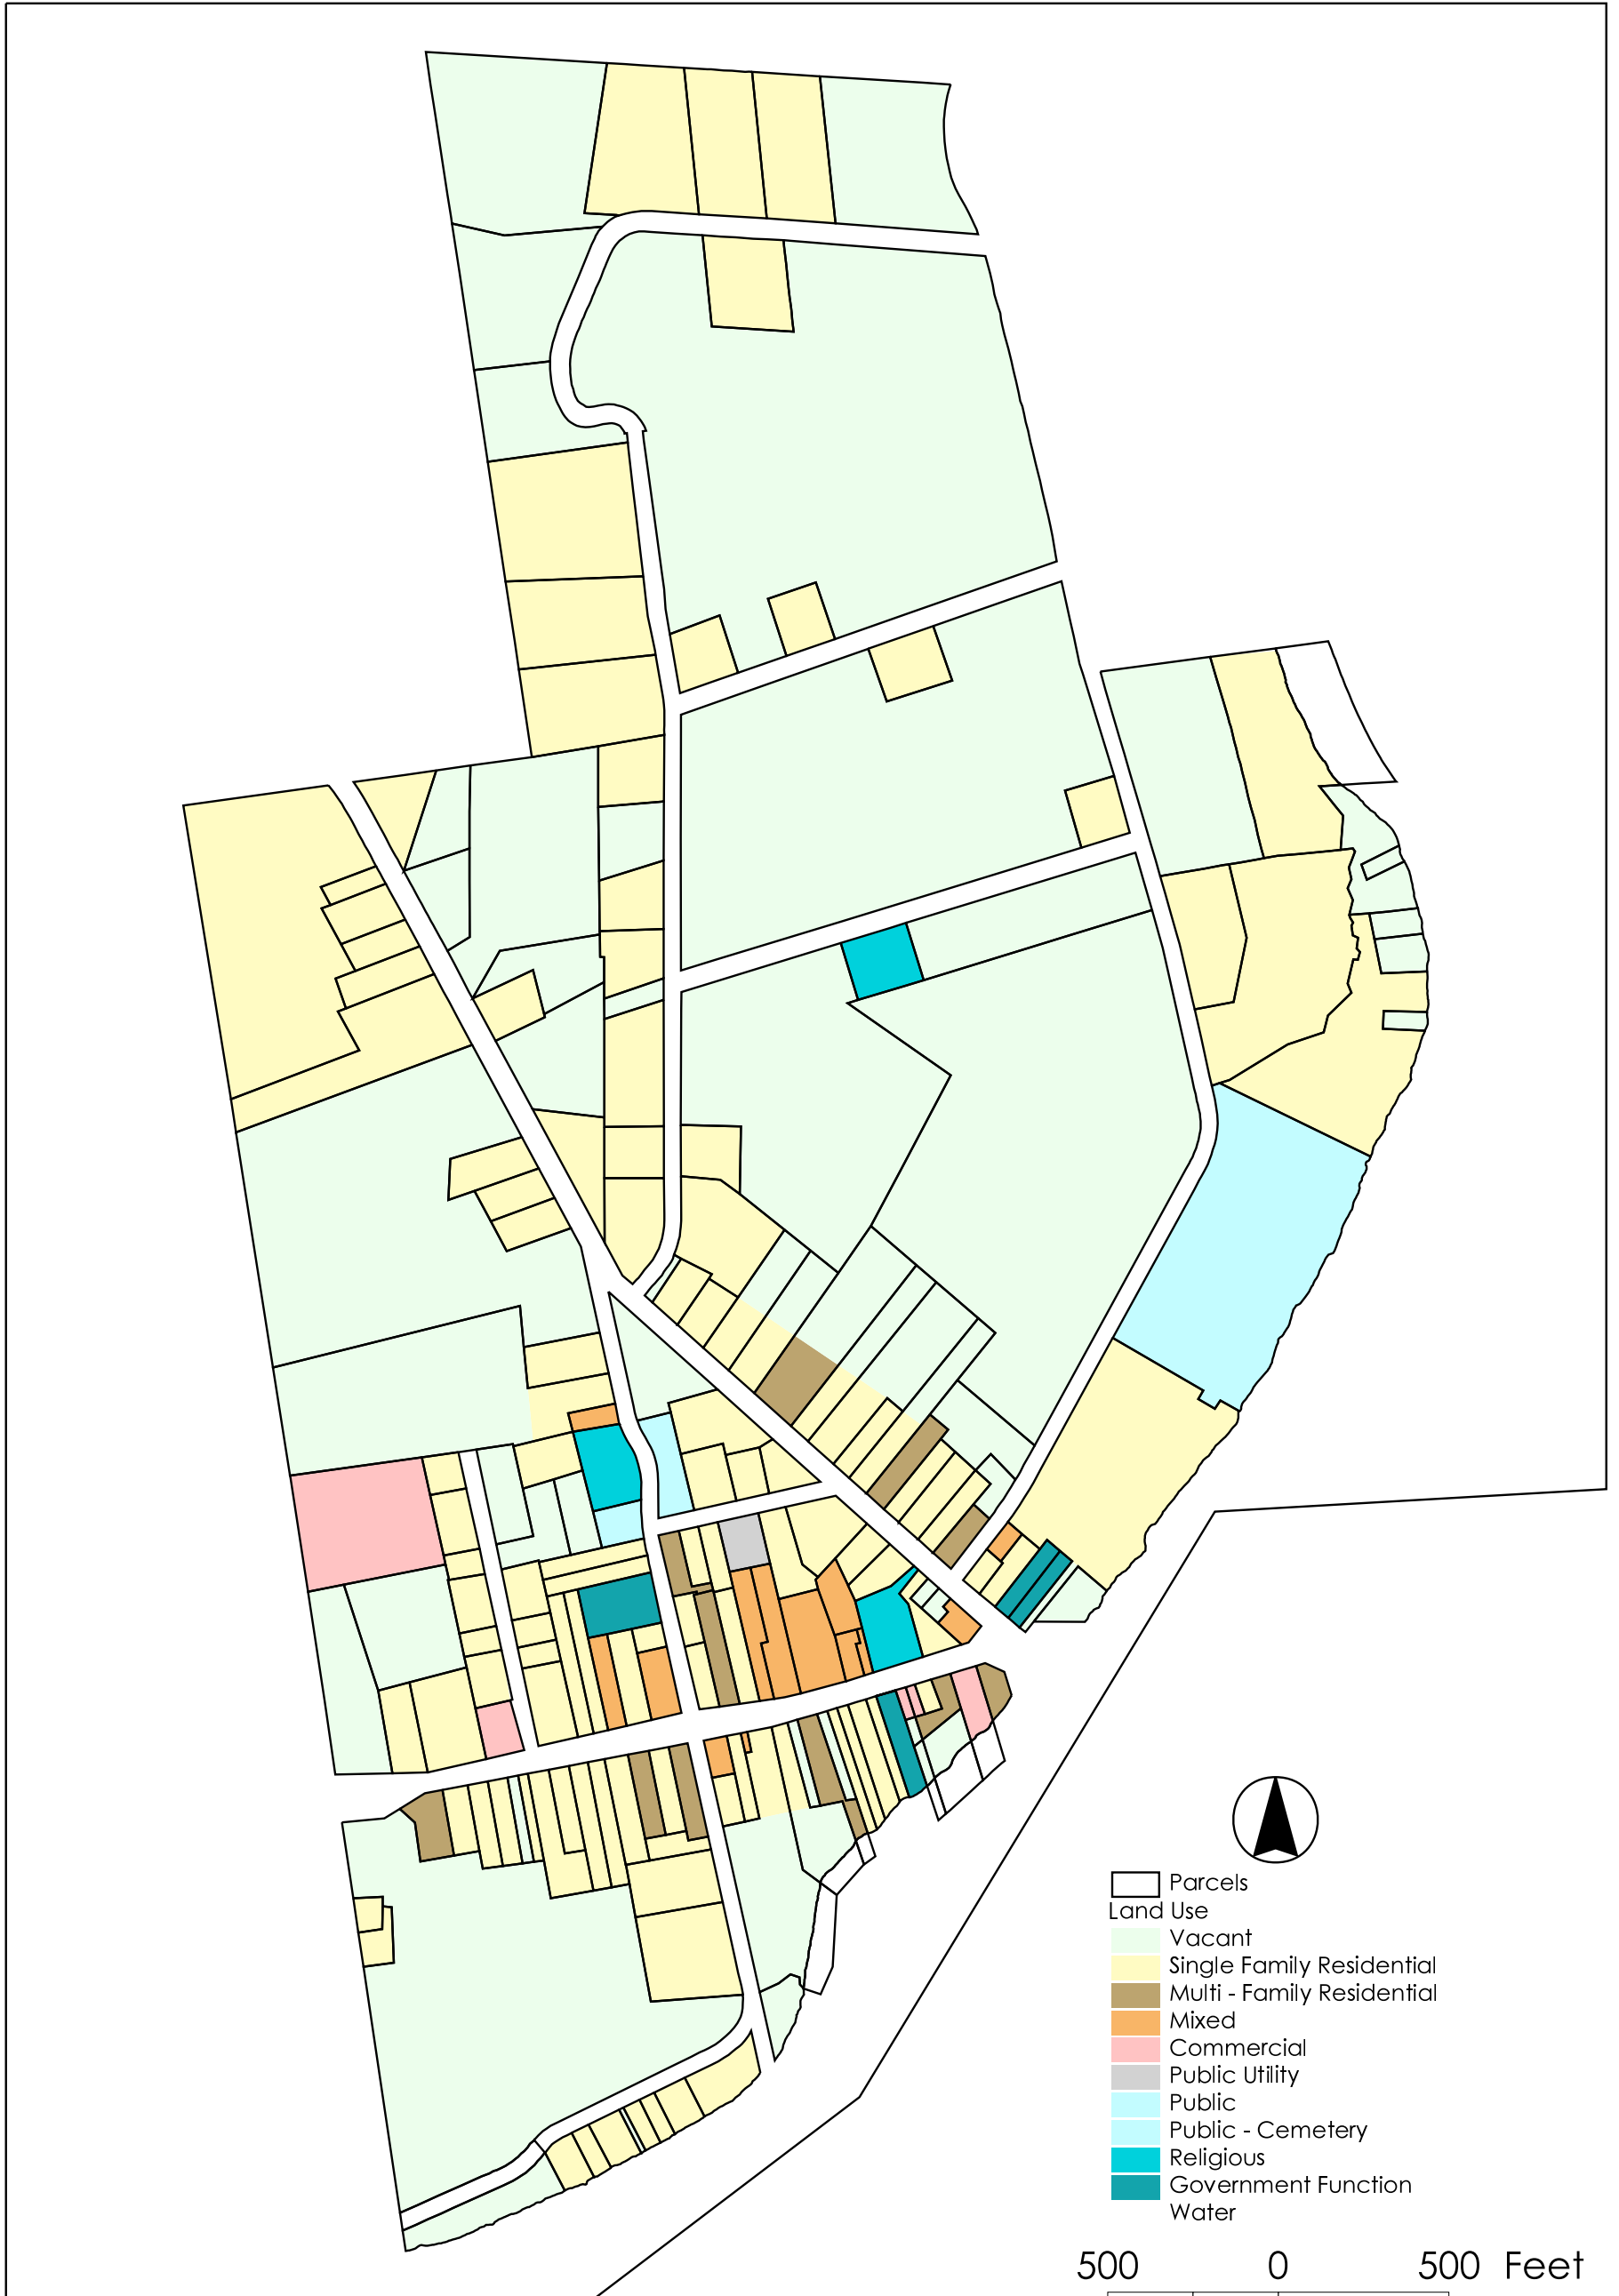 Parcels
Land Use
Vacant
Single Family Residential
Multi - Family Residential
Mixed
Commercial
Public Utility
Public
Public - Cemetery
Religious
Government Function
Water
500 0 500 Feet